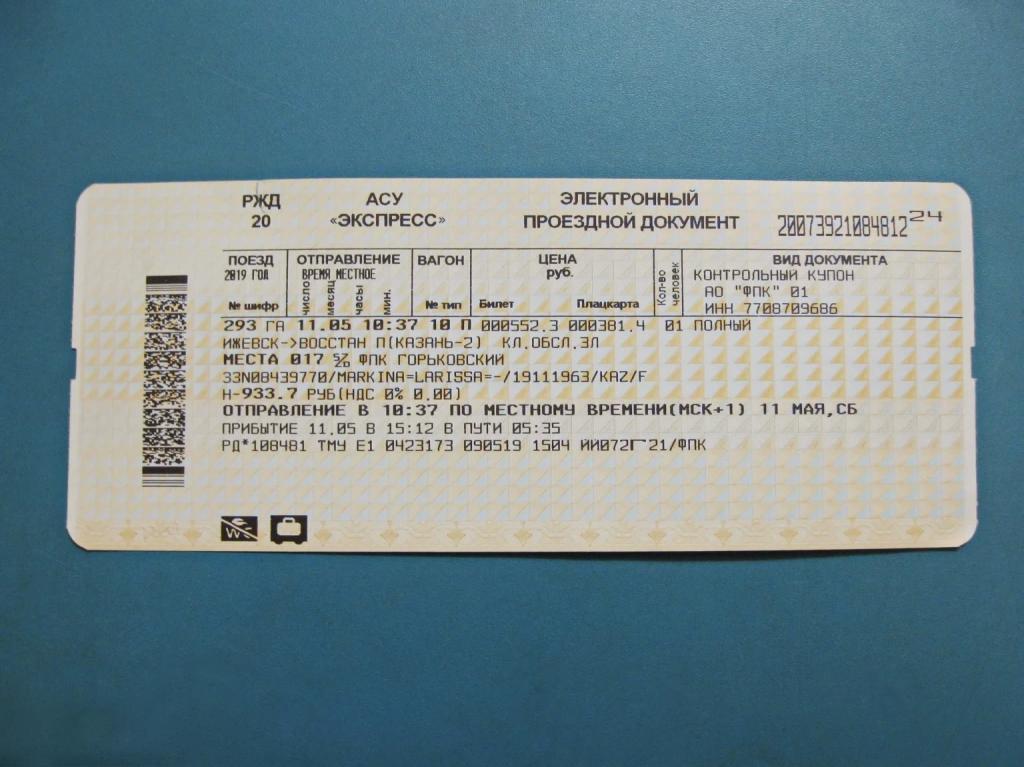 РЖД АСУ ЭЛЕКТРОННЫЙ
20 «ЭКСПРЕСС» ПРОЕЗДНОЙ ДОКУМЕНТ 20073921084812 24
ПОЕЗД ОТПРАВЛЕНИЕ ВАГОН ЦЕНА руб. Кол-во человек ВИД ДОКУМЕНТА
2019 ГОД ВРЕМЯ МЕСТНОЕ КОНТРОЛЬНЫЙ КУПОН
АО "ФПК" 01
№ шифр число месяц часы мин. № тип Билет Плацкарта ИНН 7708709686
293 ГА 11.05 10:37 10 П 000552.3 000381.4 01 ПОЛНЫЙ
ИЖЕВСК->ВОССТАН П(КАЗАНЬ-2) КЛ.ОБСЛ.3Л
МЕСТА 017 ФПК ГОРЬКОВСКИЙ
ЗЗN08439770/MARKINA=LARISSA=-/19111963/KAZ/F
Н-933.7 РУБ(НДС 0% 0.00)
ОТПРАВЛЕНИЕ В 10:37 ПО МЕСТНОМУ ВРЕМЕНИ(МСК+1) 11 МАЯ,СБ
ПРИБЫТИЕ 11.05 В 15:12 В ПУТИ 05:35
РД*108481 ТМУ Е1 0423173 090519 1504 ИИ072Г 21/ФПК